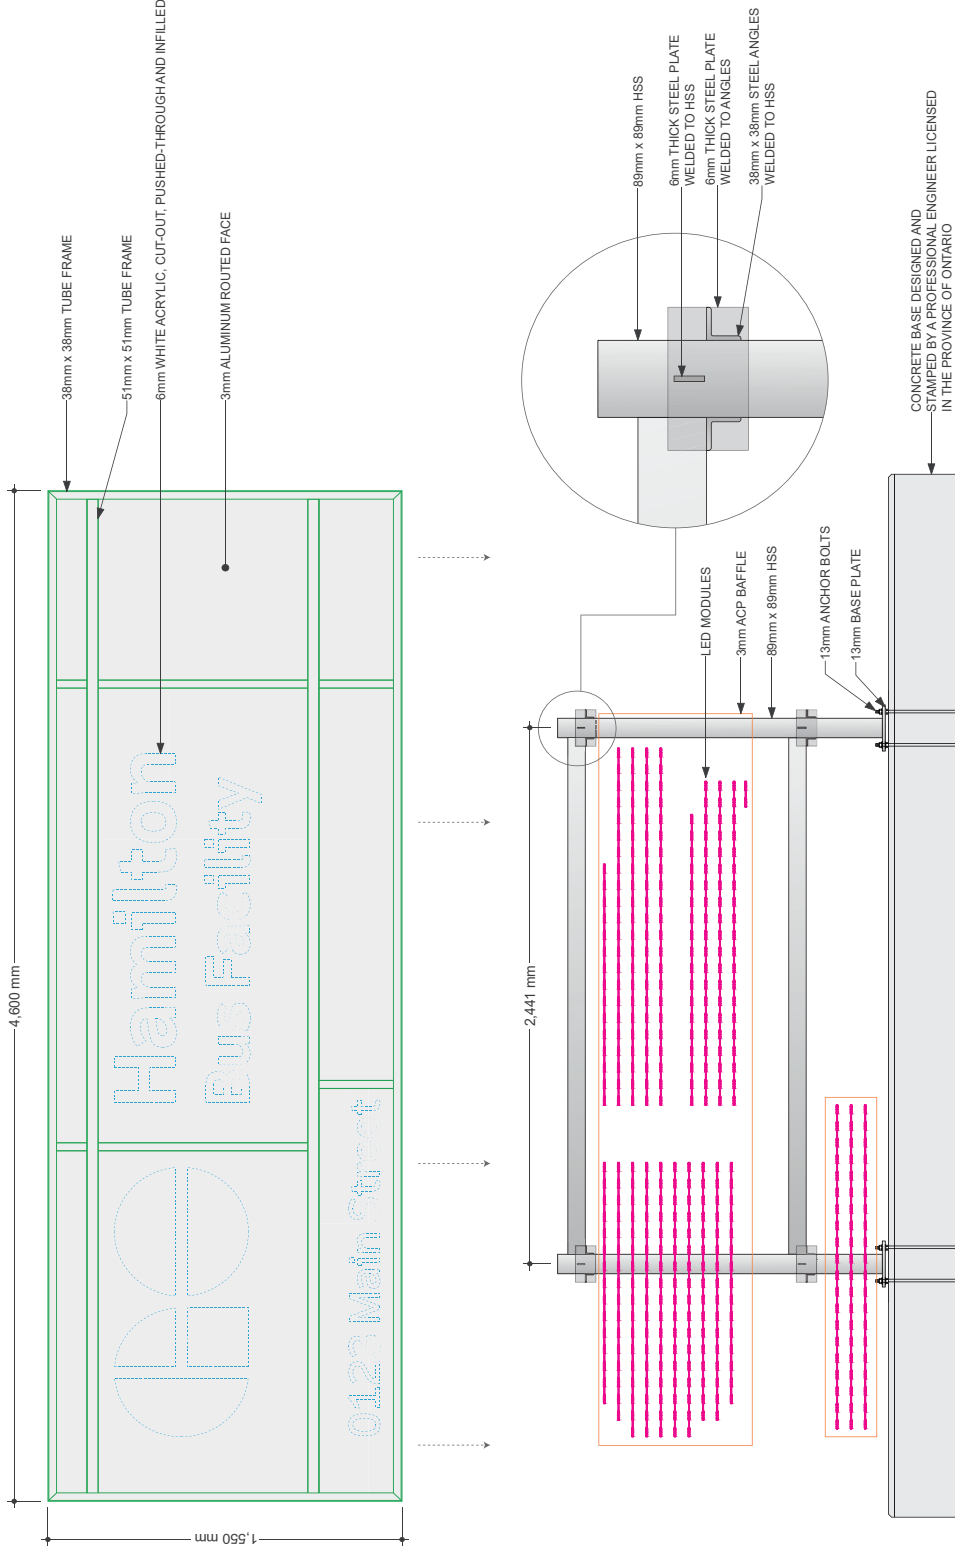 4,600 mm
1,550 mm
38mm x 38mm TUBE FRAME
51mm x 51mm TUBE FRAME
6mm WHITE ACRYLIC, CUT-OUT, PUSHED-THROUGH AND INFILLED
3mm ALUMINUM ROUTED FACE
Hamilton
Bus Facility
0123 Main Street
2,441 mm
LED MODULES
3mm ACP BAFFLE
89mm x 89mm HSS
13mm ANCHOR BOLTS
13mm BASE PLATE
89mm x 89mm HSS
6mm THICK STEEL PLATE
WELDED TO HSS
6mm THICK STEEL PLATE
WELDED TO ANGLES
38mm x 38mm STEEL ANGLES
WELDED TO HSS
CONCRETE BASE DESIGNED AND
STAMPED BY A PROFESSIONAL ENGINEER LICENSED
IN THE PROVINCE OF ONTARIO